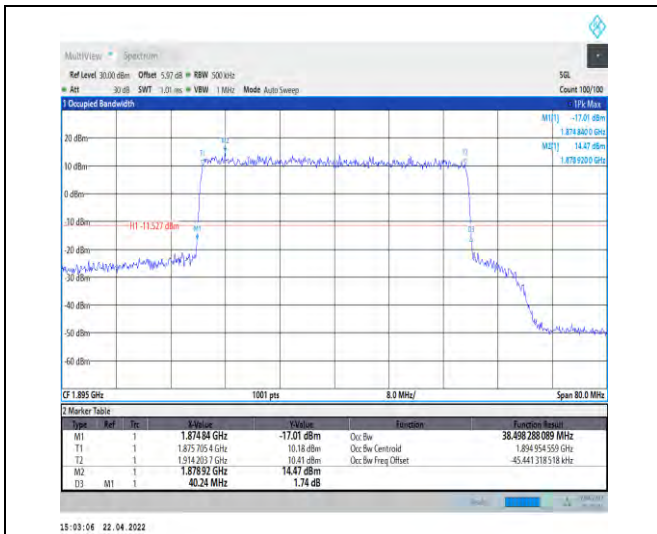 MultiView Spectrum
Ref Level 30.00 dBm Offset 5.97 dB RBW 500 kHz SGL
Att 30 dB SWT 1.01 ms VBW 1 MHz Mode Auto Sweep Count 100/100
1 Occupied Bandwidth 1Pk Max
M1[1] -17.01 dBm
1.874 840 0 GHz
M2[1] 14.47 dBm
1.878 920 0 GHz
20 dBm
T1 M2 T2
10 dBm
0 dBm
-10 dBm
H1 -11.527 dBm M1 D3
-20 dBm
-30 dBm
-40 dBm
-50 dBm
-60 dBm
CF 1.895 GHz 1001 pts 8.0 MHz/ Span 80.0 MHz
2 Marker Table
Type Ref Trc X-Value Y-Value Function Function Result
M1 1 1.874 84 GHz -17.01 dBm Occ Bw 38.498 288 089 MHz
T1 1 1.875 705 4 GHz 10.18 dBm Occ Bw Centroid 1.894 954 559 GHz
T2 1 1.914 203 7 GHz 10.41 dBm Occ Bw Freq Offset -45.441 318 518 kHz
M2 1 1.878 92 GHz 14.47 dBm
D3 M1 1 40.24 MHz 1.74 dB
15:03:06 22.04.2022